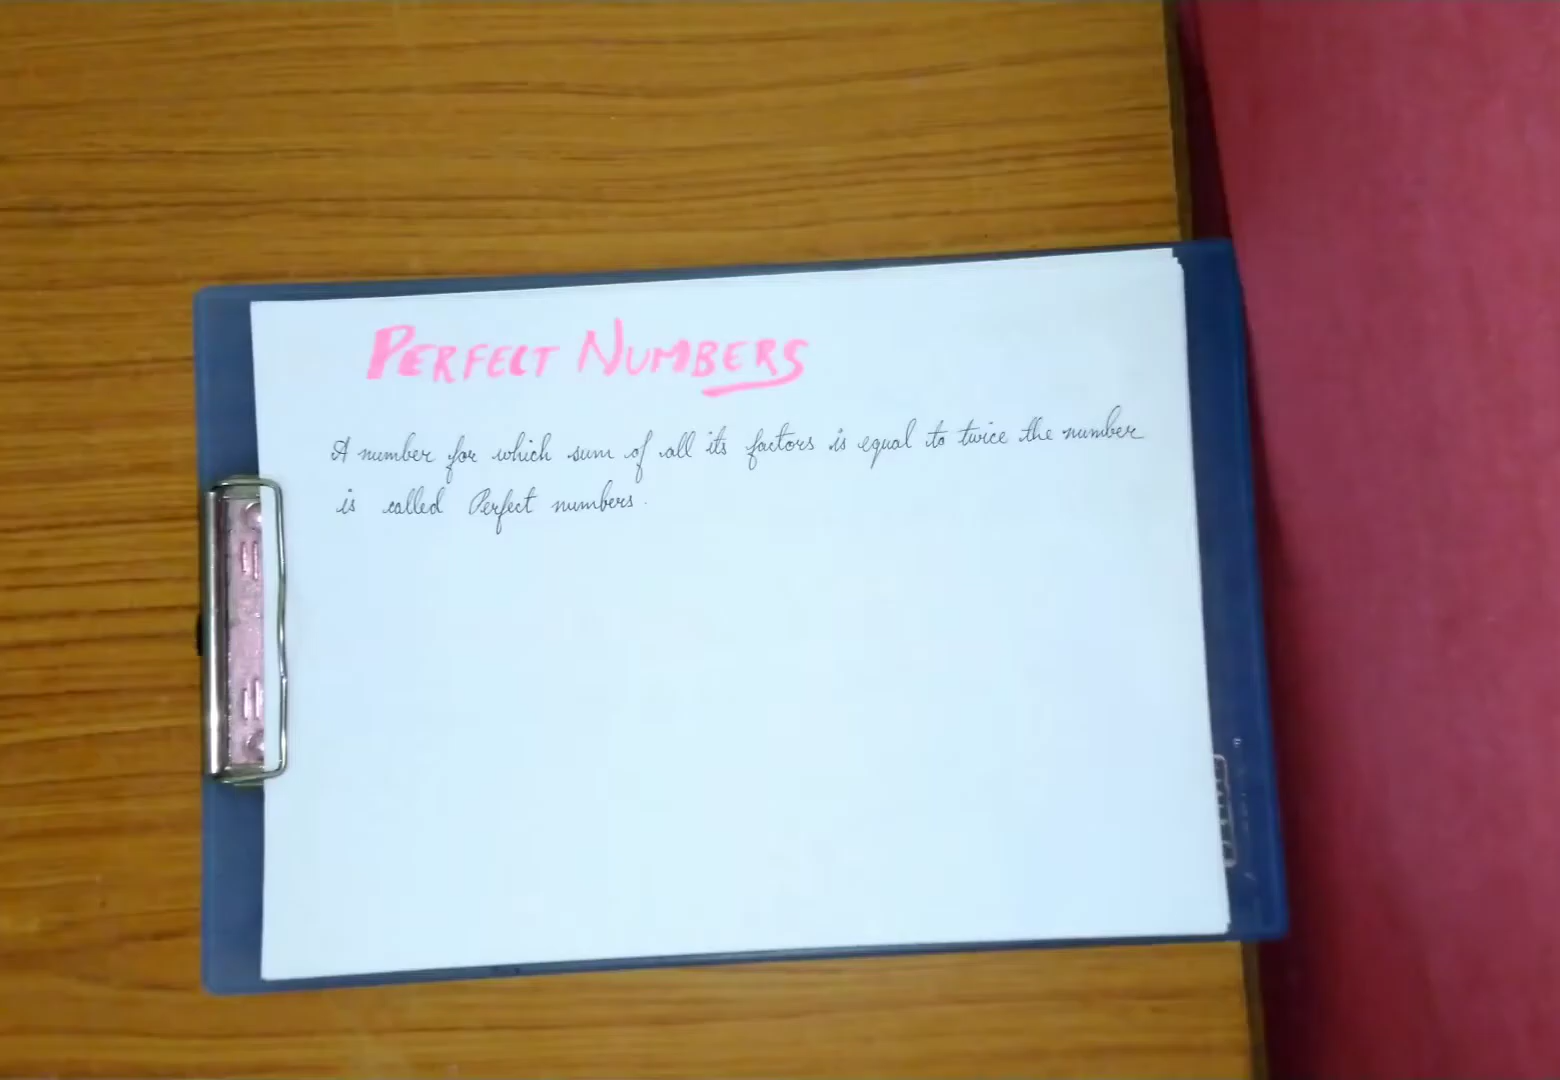 PERFECT NUMBERS
A number for which sum of all its factors is equal to twice the number
is called Perfect numbers.